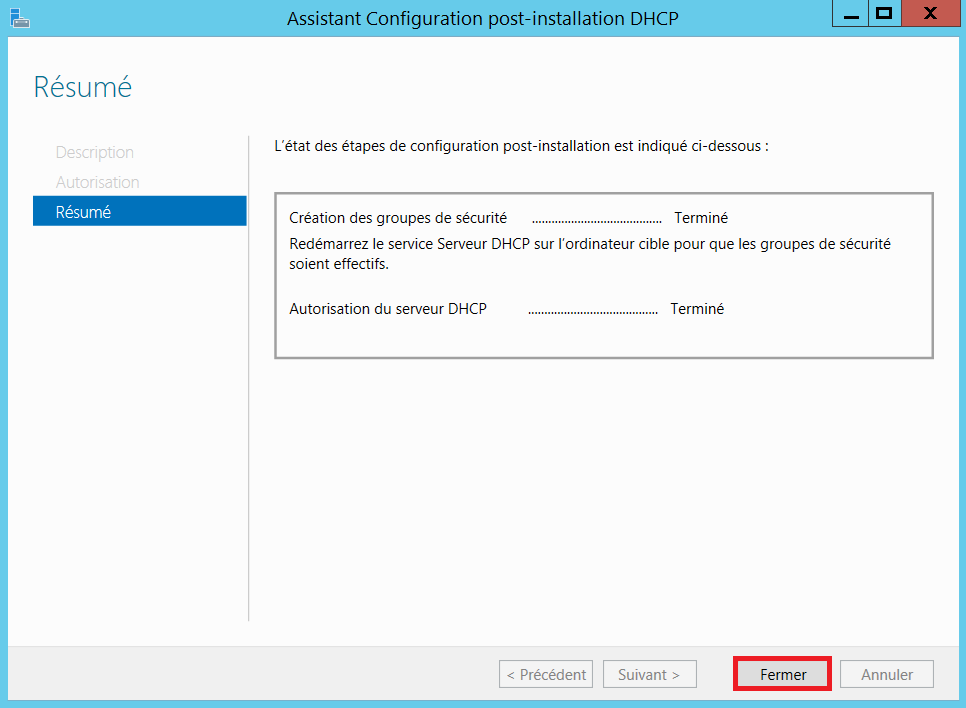 Assistant Configuration post-installation DHCP
Résumé
Description
Autorisation
Résumé
L'état des étapes de configuration post-installation est indiqué ci-dessous :
Création des groupes de sécurité ........................................ Terminé
Redémarrez le service Serveur DHCP sur l'ordinateur cible pour que les groupes de sécurité
soient effectifs.
Autorisation du serveur DHCP ........................................ Terminé
< Précédent
Suivant >
Fermer
Annuler